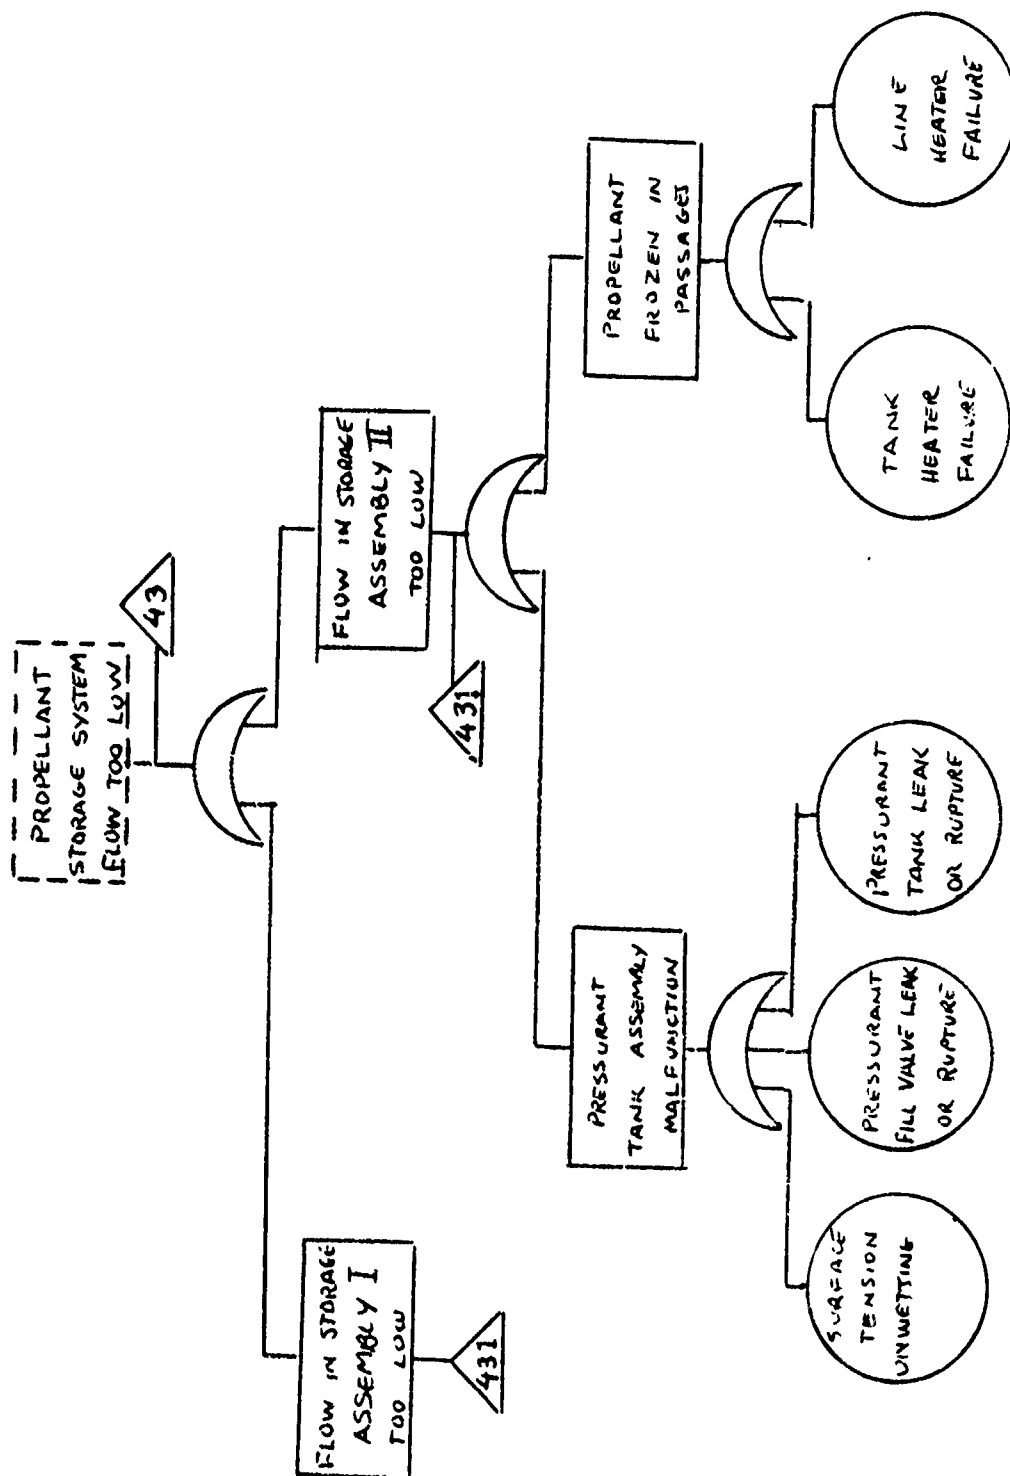 PROPELLANT
STORAGE SYSTEM
FLOW TOO LOW
43
FLOW IN STORAGE
ASSEMBLY I
TOO LOW
431
FLOW IN STORAGE
ASSEMBLY II
TOO LOW
431
PRESSURANT
TANK ASSEMBLY
MALFUNCTION
PROPELLANT
FROZEN IN
PASSAGES
SURFACE
TENSION
UNWETTING
PRESSURANT
FILL VALVE LEAK
OR RUPTURE
PRESSURANT
TANK LEAK
OR RUPTURE
TANK
HEATER
FAILURE
LINE
HEATER
FAILURE